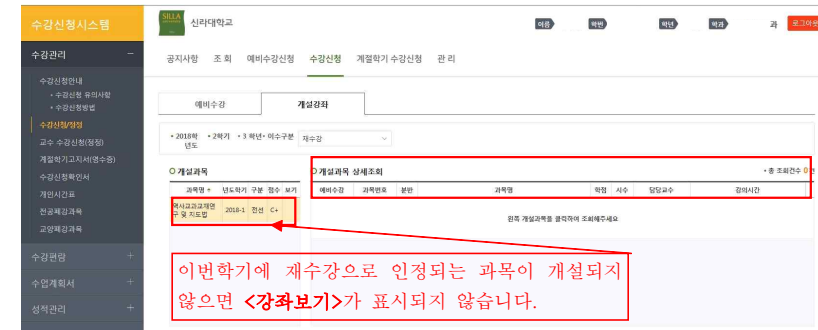 수강신청시스템
SILLA
신라대학교
이름
학번
학년
학과
과
로그아웃
수강관리 −
공지사항 조 회 예비수강신청 수강신청 계절학기 수강신청 관 리
수강신청안내
• 수강신청 유의사항
• 수강신청방법
수강신청/정정
교수 수강신청(정정)
계절학기고지서(영수증)
수강신청확인서
개인시간표
전공폐강과목
교양폐강과목
수강편람 +
수업계획서 +
성적관리 +
예비수강 개설강좌
• 2018학년도 • 2학기 • 3 학년 • 이수구분 재수강
개설과목
과목명 년도학기 구분 점수 보기
역사교과교재연구 및 지도법 2018-1 전선 C+
개설과목 상세조회 • 총 조회건수 0건
예비수강 과목번호 분반 과목명 학점 시수 담당교수 강의시간
왼쪽 개설과목을 클릭하여 조회해주세요
이번학기에 재수강으로 인정되는 과목이 개설되지
않으면 <강좌보기>가 표시되지 않습니다.